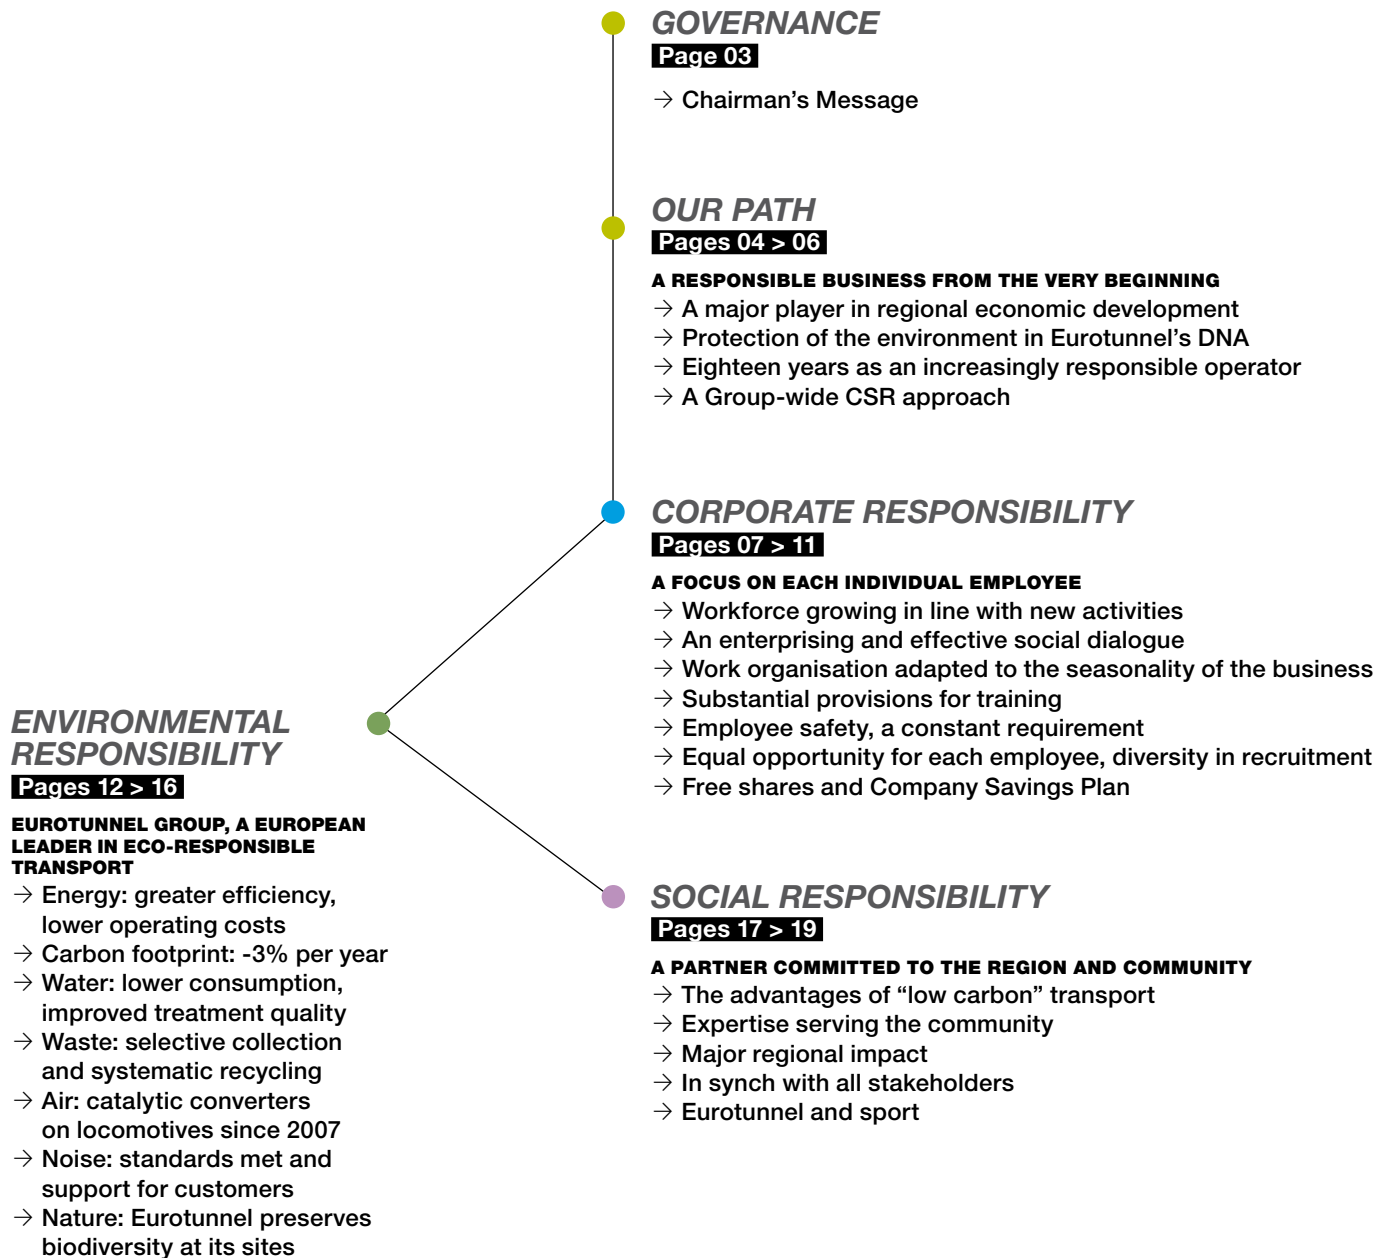 GOVERNANCE
Page 03
→ Chairman’s Message
OUR PATH
Pages 04 > 06
A RESPONSIBLE BUSINESS FROM THE VERY BEGINNING
→ A major player in regional economic development
→ Protection of the environment in Eurotunnel’s DNA
→ Eighteen years as an increasingly responsible operator
→ A Group-wide CSR approach
CORPORATE RESPONSIBILITY
Pages 07 > 11
A FOCUS ON EACH INDIVIDUAL EMPLOYEE
→ Workforce growing in line with new activities
→ An enterprising and effective social dialogue
→ Work organisation adapted to the seasonality of the business
→ Substantial provisions for training
→ Employee safety, a constant requirement
→ Equal opportunity for each employee, diversity in recruitment
→ Free shares and Company Savings Plan
ENVIRONMENTAL
RESPONSIBILITY
Pages 12 > 16
EUROTUNNEL GROUP, A EUROPEAN
LEADER IN ECO-RESPONSIBLE
TRANSPORT
→ Energy: greater efficiency,
lower operating costs
→ Carbon footprint: -3% per year
→ Water: lower consumption,
improved treatment quality
→ Waste: selective collection
and systematic recycling
→ Air: catalytic converters
on locomotives since 2007
→ Noise: standards met and
support for customers
→ Nature: Eurotunnel preserves
biodiversity at its sites
SOCIAL RESPONSIBILITY
Pages 17 > 19
A PARTNER COMMITTED TO THE REGION AND COMMUNITY
→ The advantages of “low carbon” transport
→ Expertise serving the community
→ Major regional impact
→ In synch with all stakeholders
→ Eurotunnel and sport